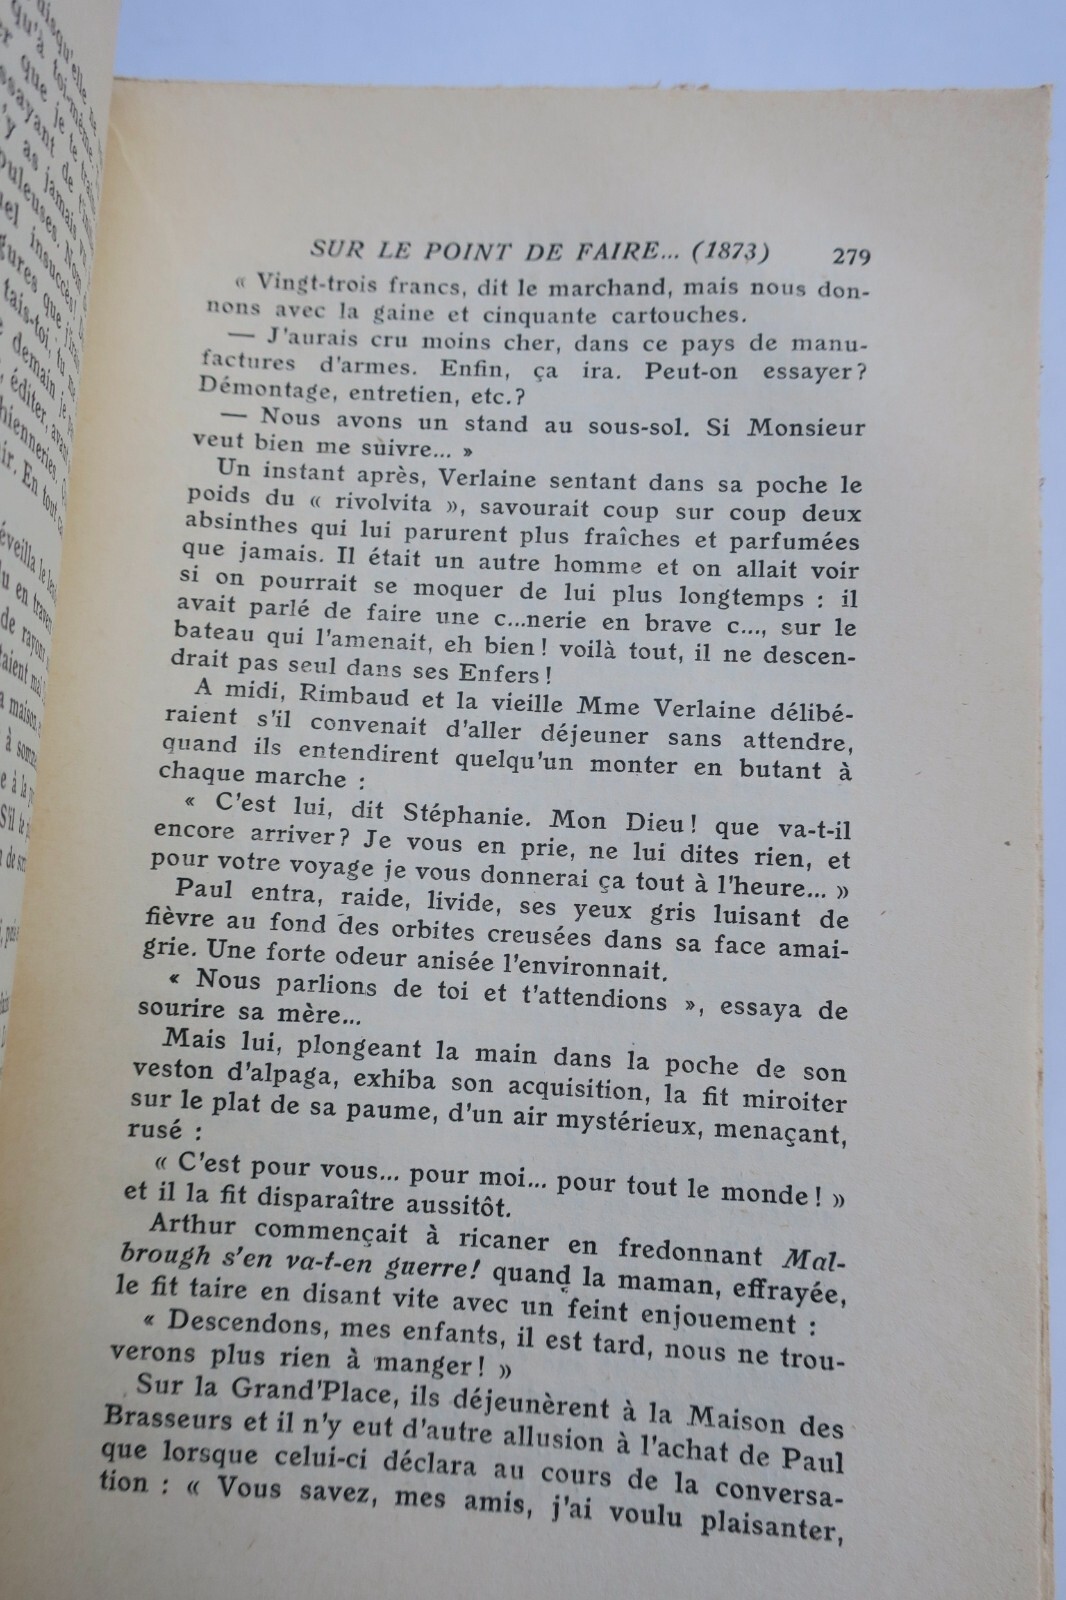 SUR LE POINT DE FAIRE... (1873) 279
« Vingt-trois francs, dit le marchand, mais nous don-
nons avec la gaine et cinquante cartouches.
— J'aurais cru moins cher, dans ce pays de manu-
factures d'armes. Enfin, ça ira. Peut-on essayer ?
Démontage, entretien, etc. ?
— Nous avons un stand au sous-sol. Si Monsieur
veut bien me suivre... »
Un instant après, Verlaine sentant dans sa poche le
poids du « rivolvita », savourait coup sur coup deux
absinthes qui lui parurent plus fraîches et parfumées
que jamais. Il était un autre homme et on allait voir
si on pourrait se moquer de lui plus longtemps : il
avait parlé de faire une c...nerie en brave c..., sur le
bateau qui l'amenait, eh bien ! voilà tout, il ne descen-
drait pas seul dans ses Enfers !
A midi, Rimbaud et la vieille Mme Verlaine délibé-
raient s'il convenait d'aller déjeuner sans attendre,
quand ils entendirent quelqu'un monter en butant à
chaque marche :
« C'est lui, dit Stéphanie. Mon Dieu ! que va-t-il
encore arriver ? Je vous en prie, ne lui dites rien, et
pour votre voyage je vous donnerai ça tout à l'heure... »
Paul entra, raide, livide, ses yeux gris luisant de
fièvre au fond des orbites creusées dans sa face amai-
grie. Une forte odeur anisée l'environnait.
« Nous parlions de toi et t'attendions », essaya de
sourire sa mère...
Mais lui, plongeant la main dans la poche de son
veston d'alpaga, exhiba son acquisition, la fit miroiter
sur le plat de sa paume, d'un air mystérieux, menaçant,
rusé :
« C'est pour vous... pour moi... pour tout le monde ! »
et il la fit disparaître aussitôt.
Arthur commençait à ricaner en fredonnant Mal-
brough s'en va-t-en guerre! quand la maman, effrayée,
le fit taire en disant vite avec un feint enjouement :
« Descendons, mes enfants, il est tard, nous ne trou-
verons plus rien à manger ! »
Sur la Grand'Place, ils déjeunèrent à la Maison des
Brasseurs et il n'y eut d'autre allusion à l'achat de Paul
que lorsque celui-ci déclara au cours de la conversa-
tion : « Vous savez, mes amis, j'ai voulu plaisanter,